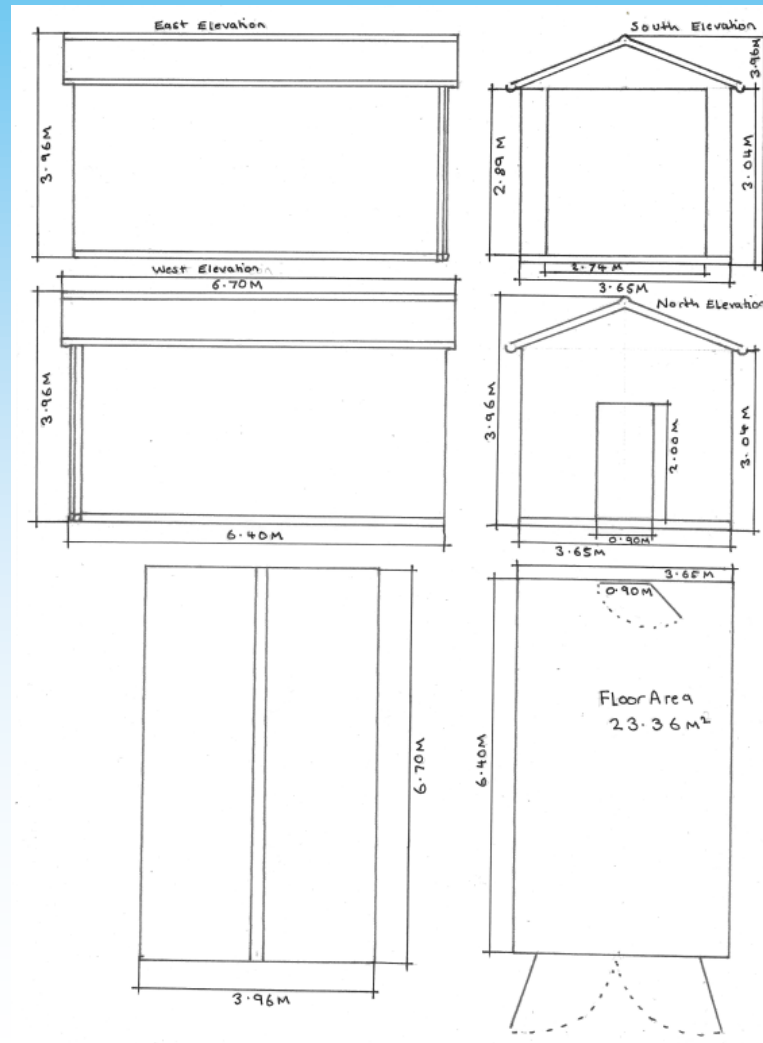 East Elevation
South Elevation
3.96M
3.96M
2.89M
3.04M
2.74M
3.65M
West Elevation
6.70M
North Elevation
3.96M
3.96M
2.00M
3.04M
6.40M
0.90M
3.65M
3.65M
0.90M
Floor Area
23.36M²
6.70M
6.40M
3.96M